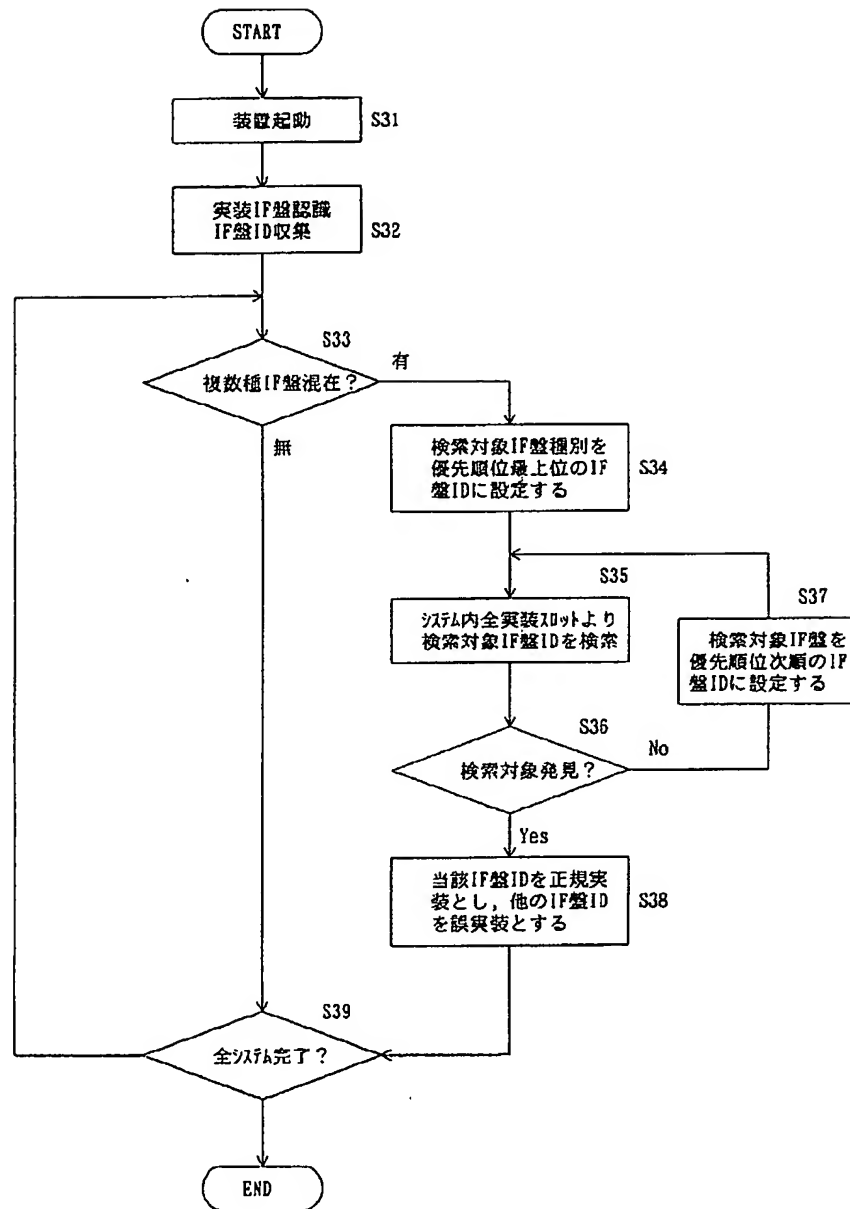 START
装置起動
S31
実装IF盤認識
IF盤ID収集
S32
S33
複数種IF盤混在?
有
無
検索対象IF盤種別を
優先順位最上位のIF
盤IDに設定する
S34
S35
システム内全実装スロットより
検索対象IF盤IDを検索
S37
検索対象IF盤を
優先順位次順のIF
盤IDに設定する
S36
検索対象発見?
No
Yes
当該IF盤IDを正規実
装とし,他のIF盤ID
を誤実装とする
S38
S39
全システム完了?
END